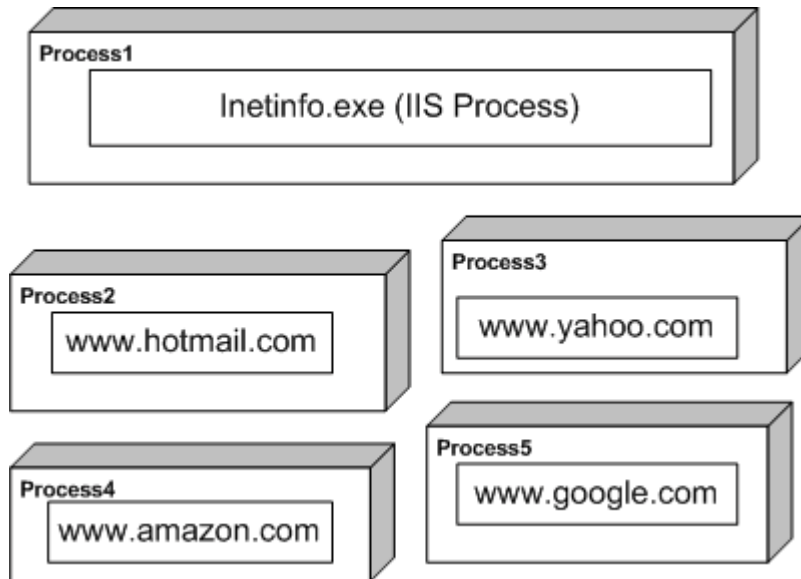 Process1
Inetinfo.exe (IIS Process)
Process2
www.hotmail.com
Process3
www.yahoo.com
Process4
www.amazon.com
Process5
www.google.com